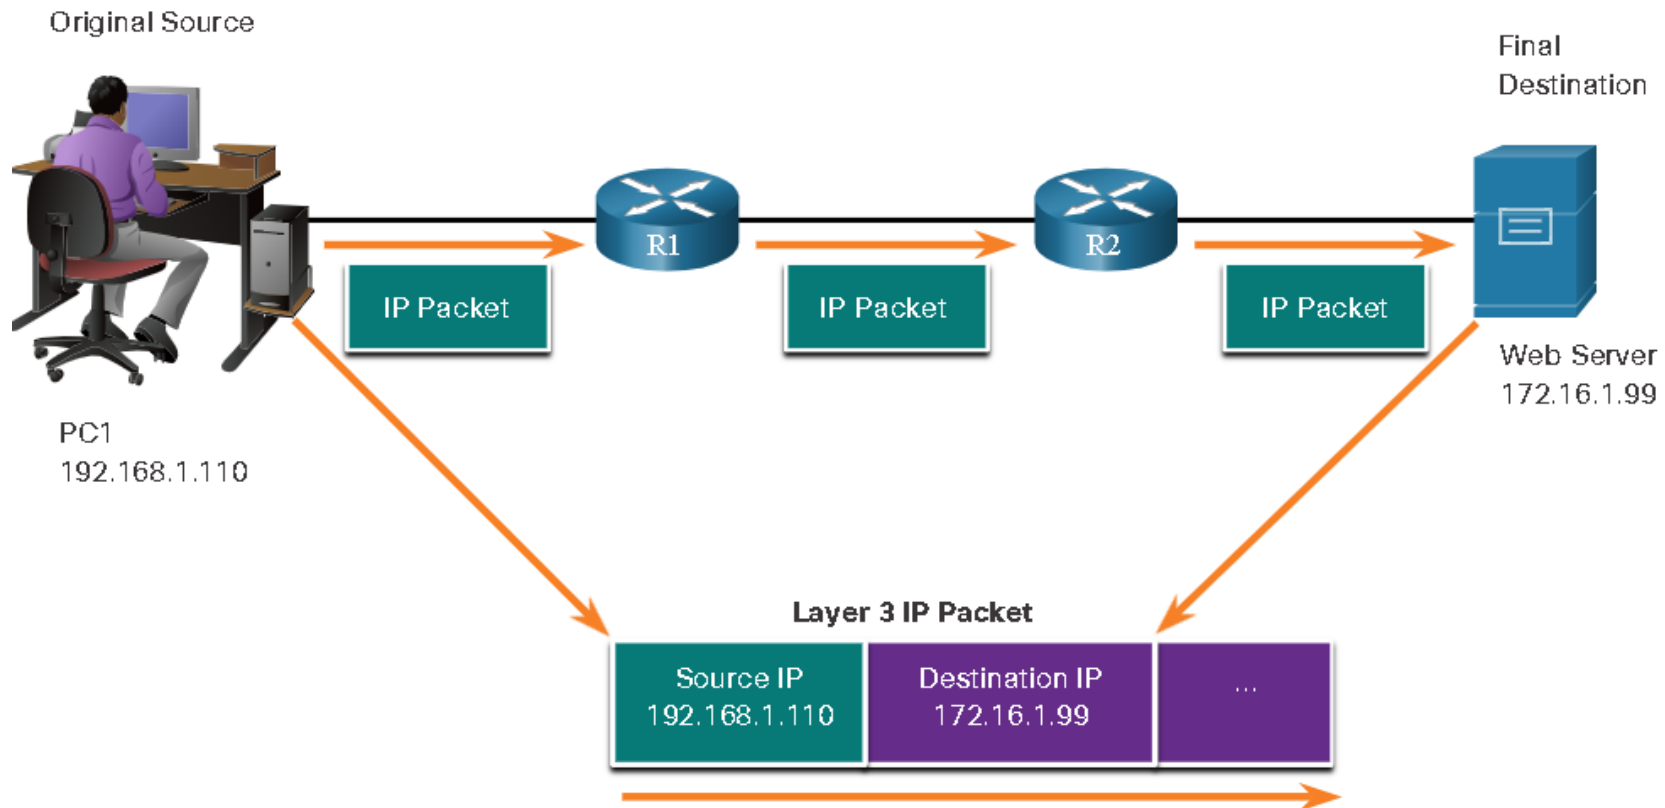 Original Source
Final
Destination
R1
R2
IP Packet
IP Packet
IP Packet
Web Server
172.16.1.99
PC1
192.168.1.110
Layer 3 IP Packet
Source IP
192.168.1.110
Destination IP
172.16.1.99
...